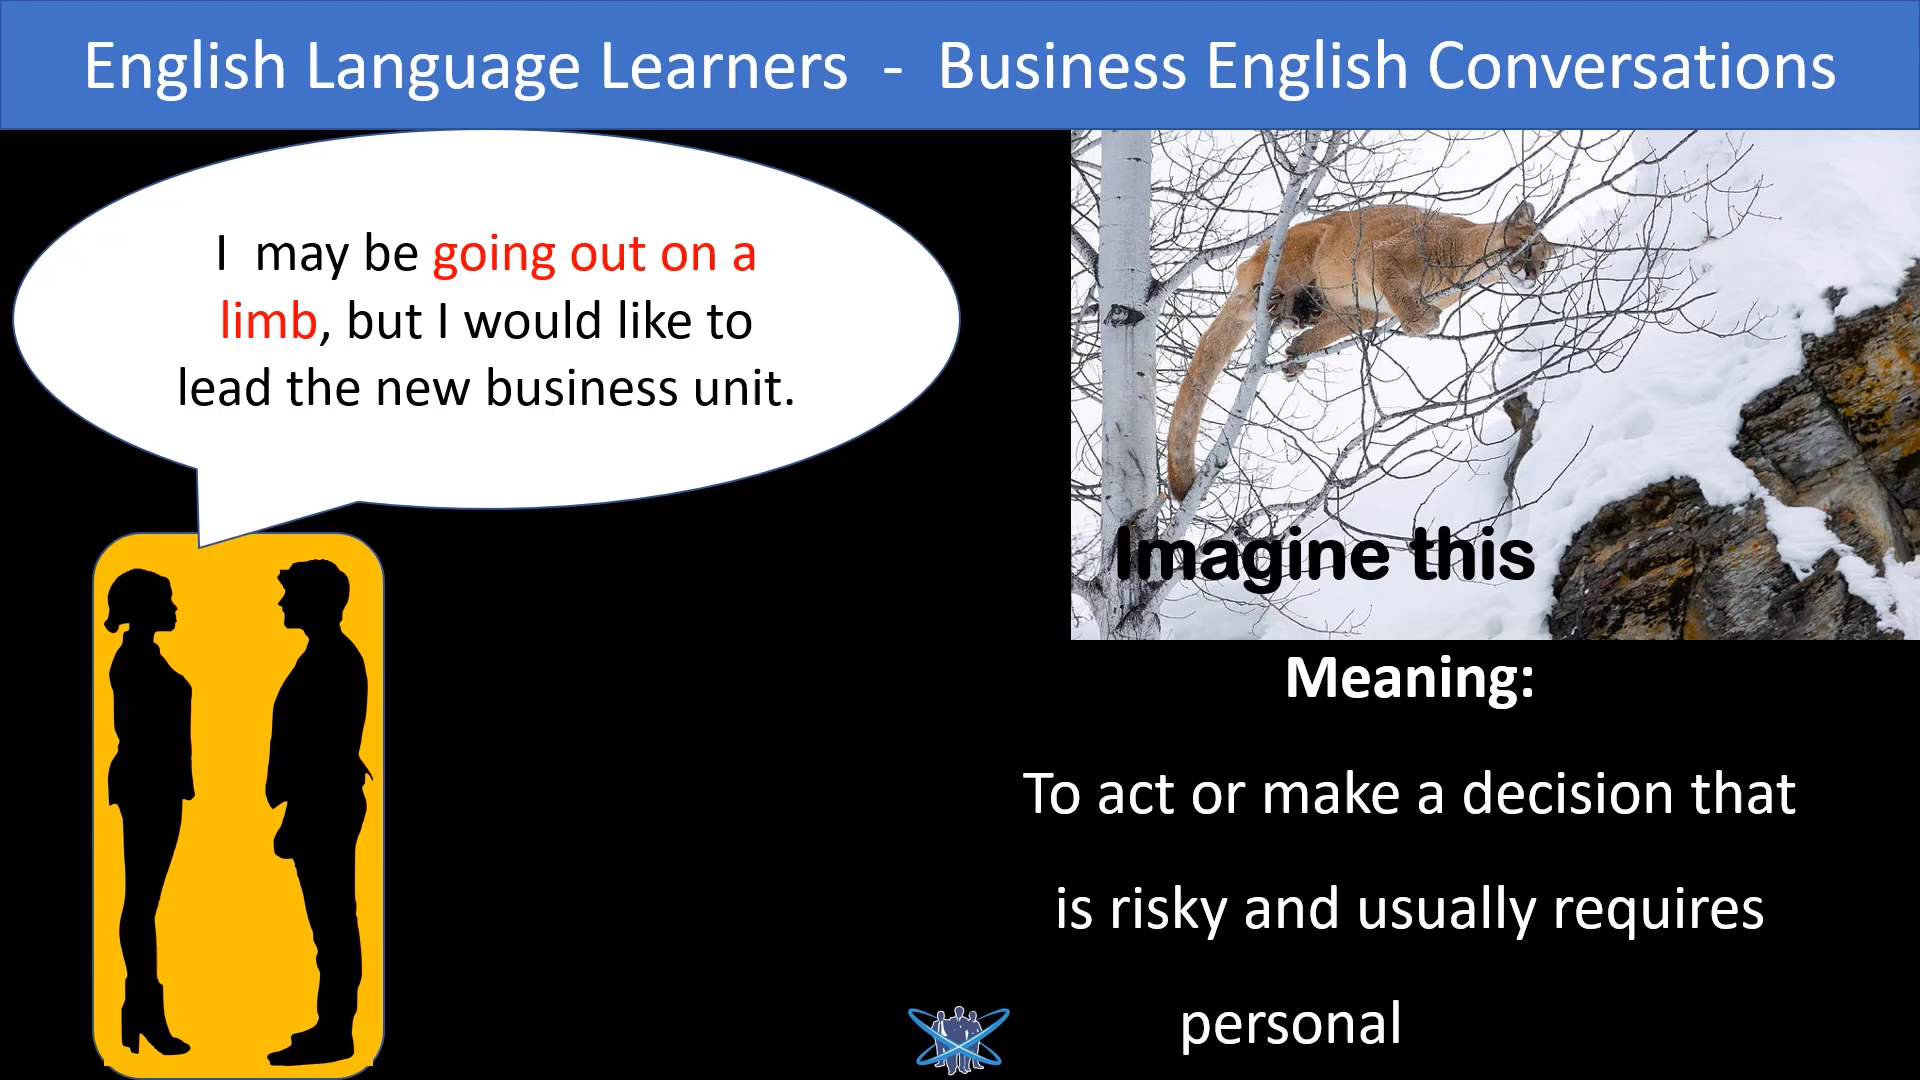 English Language Learners - Business English Conversations
I may be going out on a
limb, but I would like to
lead the new business unit.
Imagine this
Meaning:
To act or make a decision that
is risky and usually requires
personal